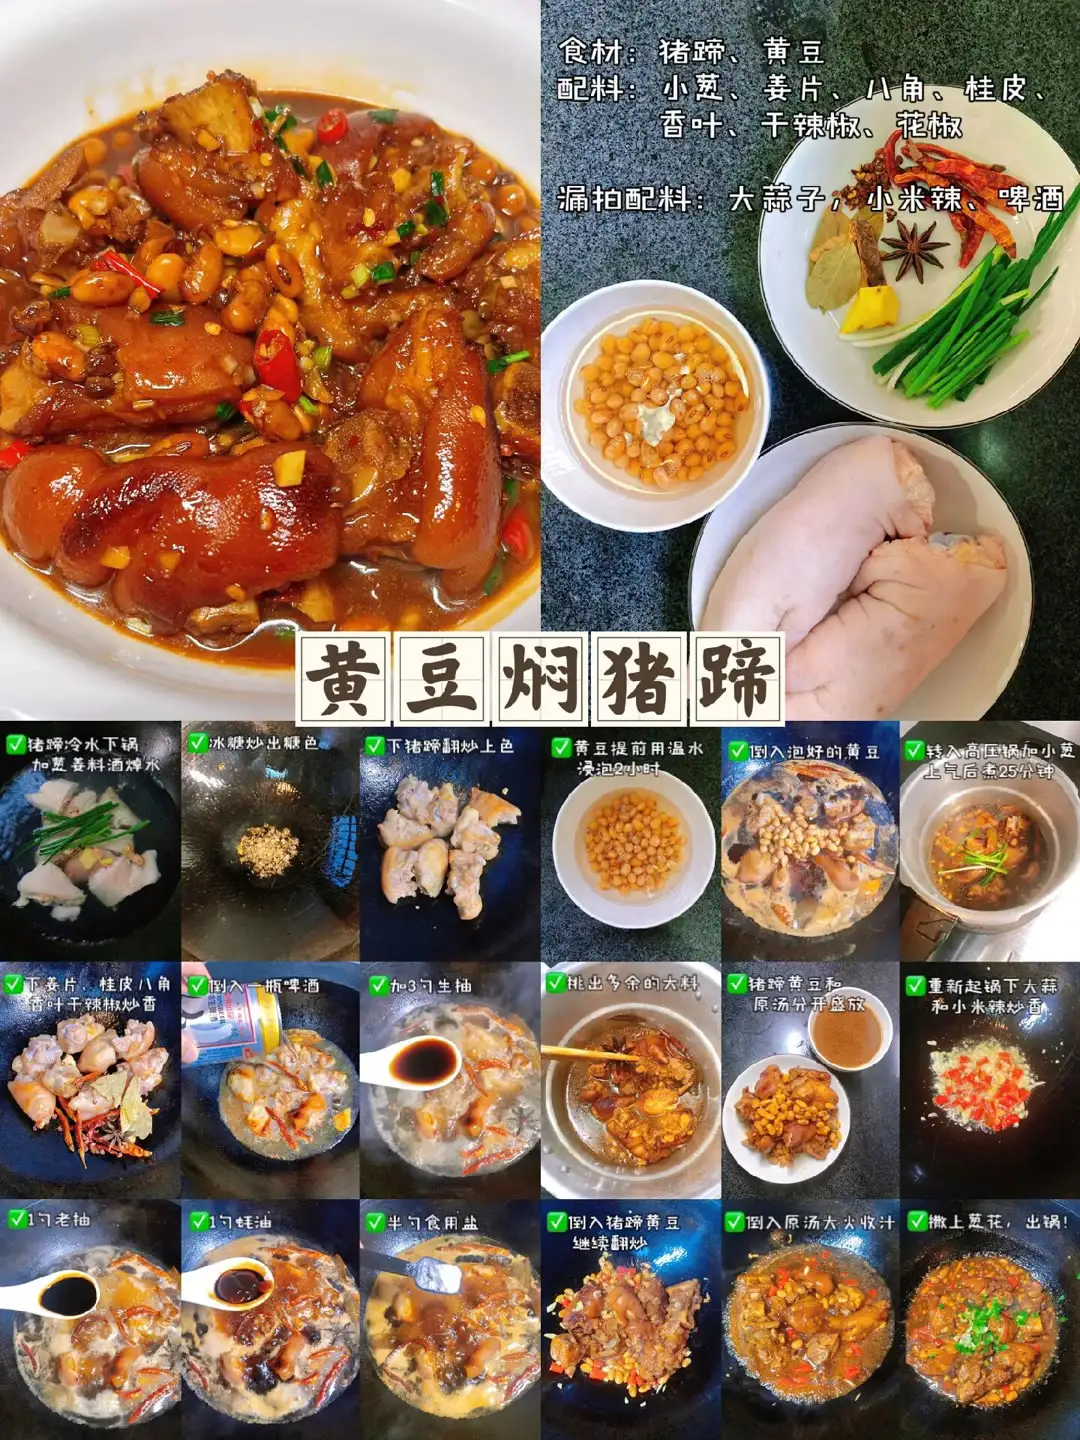 食材：猪蹄、黄豆
配料：小葱、姜片、八角、桂皮、
香叶、干辣椒、花椒
漏拍配料：大蒜子，小米辣、啤酒
黄豆焖猪蹄
✅猪蹄冷水下锅
加葱姜料酒焯水
✅冰糖炒出糖色
✅下猪蹄翻炒上色
✅下姜片、桂皮八角
香叶干辣椒炒香
✅倒入一瓶啤酒
✅加3勺生抽
✅1勺老抽
✅1勺蚝油
✅半勺食用盐
✅黄豆提前用温水
浸泡2小时
✅倒入泡好的黄豆
✅转入高压锅加小葱
上气后煮25分钟
✅挑出多余的大料
✅猪蹄黄豆和
原汤分开盛放
✅重新起锅下大蒜
和小米辣炒香
✅倒入猪蹄黄豆
继续翻炒
✅倒入原汤大火收汁
✅撒上葱花，出锅！